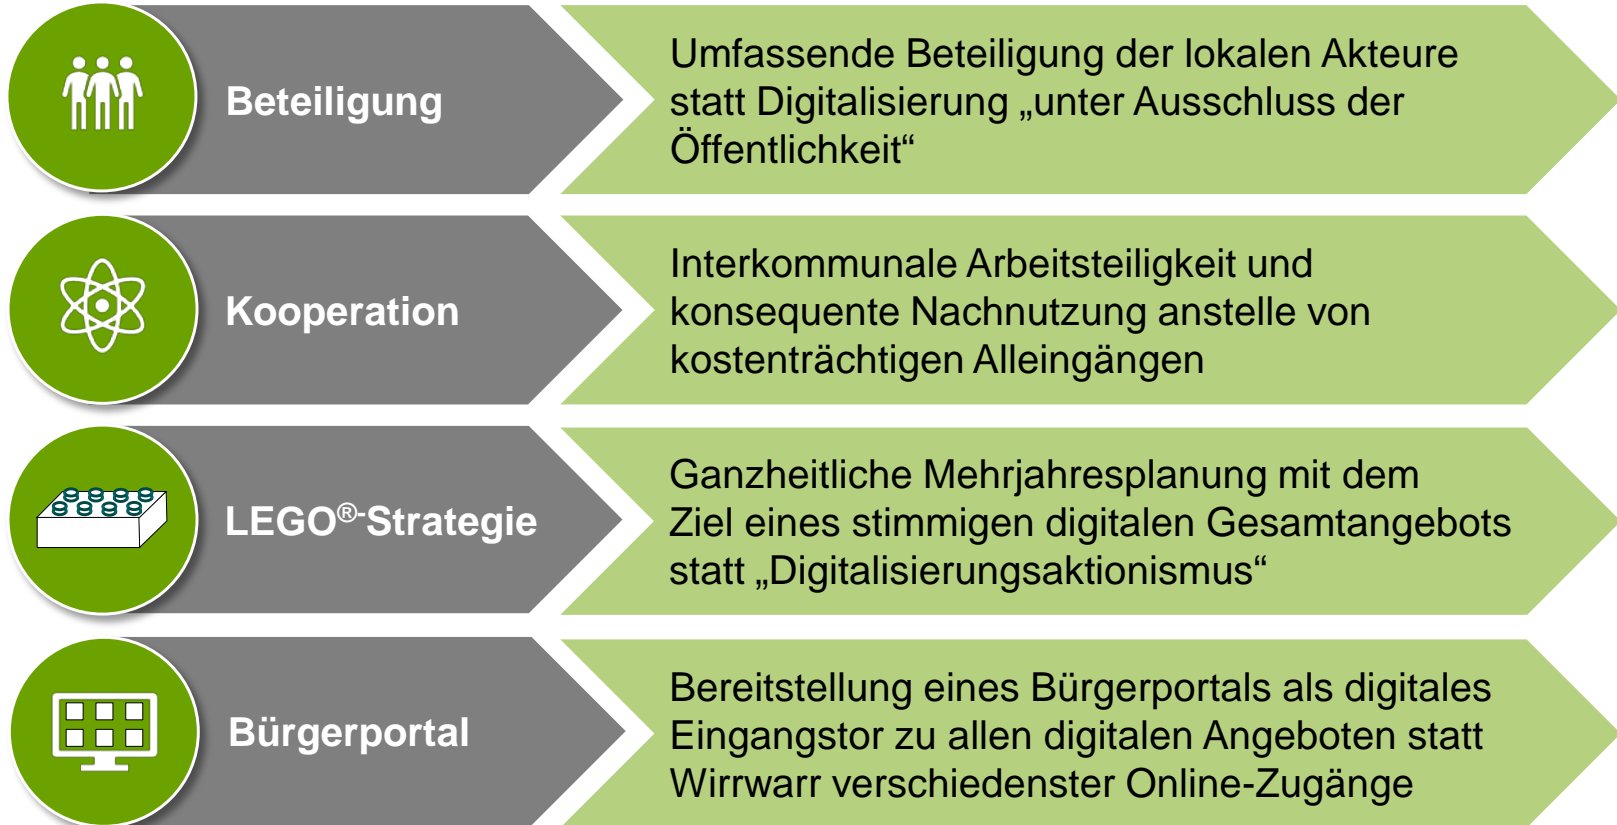 Beteiligung
Umfassende Beteiligung der lokalen Akteure
statt Digitalisierung „unter Ausschluss der
Öffentlichkeit“
Kooperation
Interkommunale Arbeitsteiligkeit und
konsequente Nachnutzung anstelle von
kostenträchtigen Alleingängen
LEGO®-Strategie
Ganzheitliche Mehrjahresplanung mit dem
Ziel eines stimmigen digitalen Gesamtangebots
statt „Digitalisierungsaktionismus“
Bürgerportal
Bereitstellung eines Bürgerportals als digitales
Eingangstor zu allen digitalen Angeboten statt
Wirrwarr verschiedenster Online-Zugänge